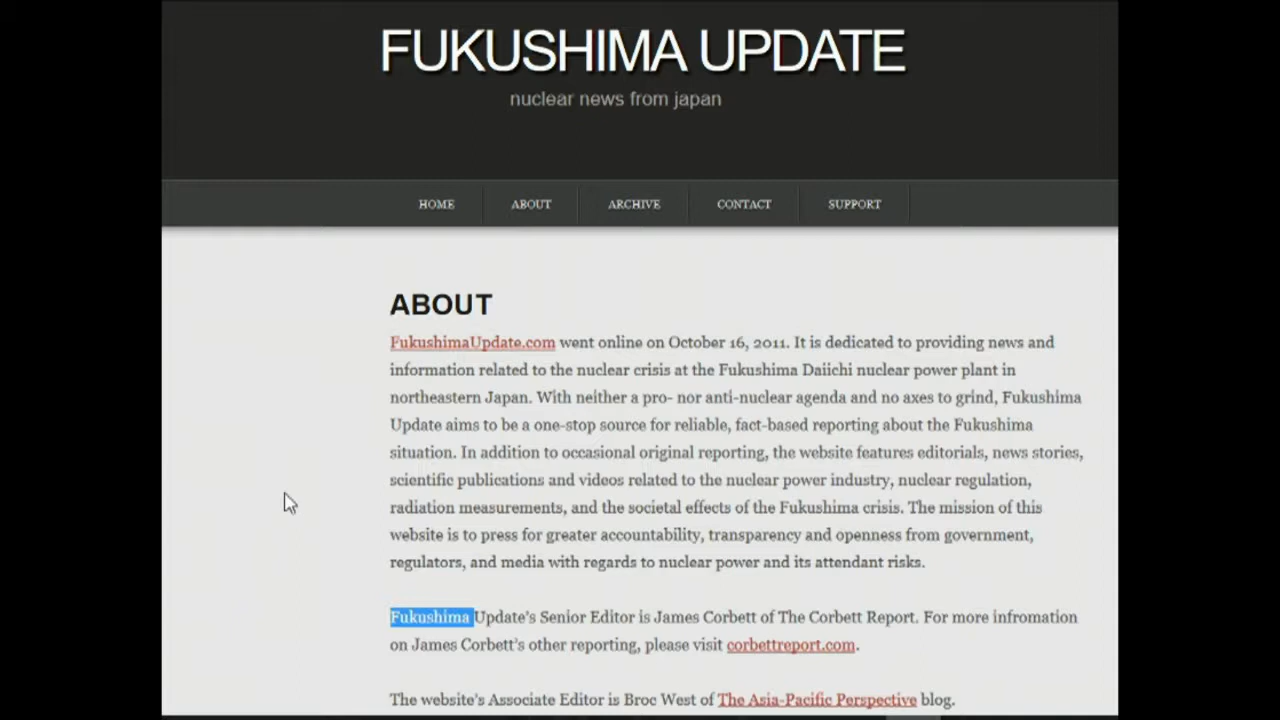 FUKUSHIMA UPDATE
nuclear news from japan
HOME ABOUT ARCHIVE CONTACT SUPPORT
ABOUT
FukushimaUpdate.com went online on October 16, 2011. It is dedicated to providing news and
information related to the nuclear crisis at the Fukushima Daiichi nuclear power plant in
northeastern Japan. With neither a pro- nor anti-nuclear agenda and no axes to grind, Fukushima
Update aims to be a one-stop source for reliable, fact-based reporting about the Fukushima
situation. In addition to occasional original reporting, the website features editorials, news stories,
scientific publications and videos related to the nuclear power industry, nuclear regulation,
radiation measurements, and the societal effects of the Fukushima crisis. The mission of this
website is to press for greater accountability, transparency and openness from government,
regulators, and media with regards to nuclear power and its attendant risks.
Fukushima Update's Senior Editor is James Corbett of The Corbett Report. For more infromation
on James Corbett's other reporting, please visit corbettreport.com.
The website's Associate Editor is Broc West of The Asia-Pacific Perspective blog.